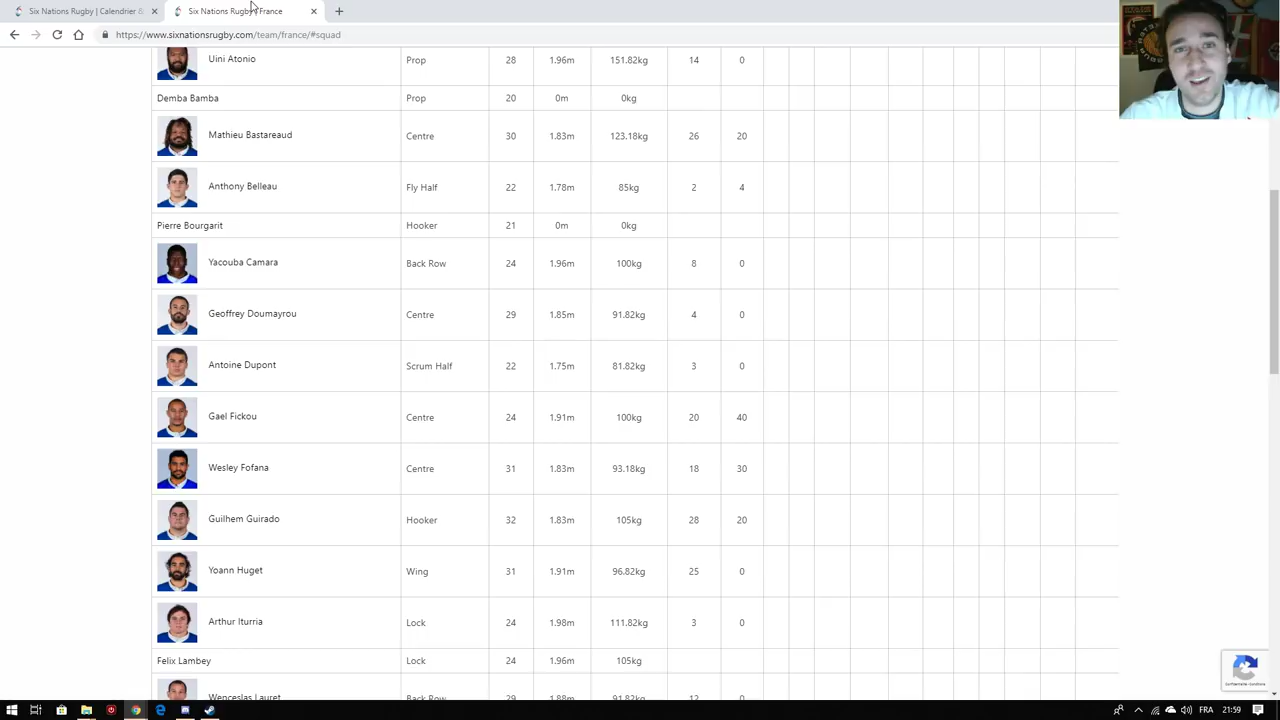 Six Nations Rugby | Calendrier
Six Nations Rugby France
https://www.sixnationsrugby.com/team/france/#squad
Uini Atonio Prop 28 1.96m 151.82kg 14 5
Demba Bamba Prop 20 0m 0kg
Mathieu Bastareaud Centre 30 1.83m 123.18kg 26 20
Anthony Belleau Fly Half 22 1.78m 85kg 2 4
Pierre Bourgarit Hooker 21 0m 0kg
Yacouba Camara Back Row 24 1.96m 100kg 8 0
Geoffrey Doumayrou Centre 29 1.85m 91.82kg 4 0
Antoine Dupont Scrum Half 22 1.75m 81.82kg 3 0
Gael Fickou Centre 24 1.91m 100kg 20 40
Wesley Fofana Centre 31 1.83m 93.18kg 18 30
Guilhem Guirado Hooker 32 1.83m 105kg 28 20
Yoann Huget Wing 31 1.91m 96.82kg 25 0
Arthur Iturria Lock 24 1.98m 111.82kg 3 0
Felix Lambey Lock 24 1.96m 105kg
Wenceslas Lauret Back Row 12 0
FRA 21:59